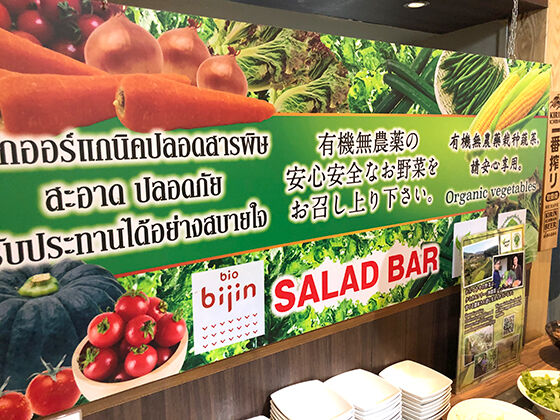 กออร์แกนิคปลอดสารพิษ
สะอาด ปลอดภัย
รับประทานได้อย่างสบายใจ
有機無農薬の
安心安全なお野菜を
お召し上り下さい。
有機無農藥栽种蔬菜,
請安心享用。
Organic vegetables
bio
bijin
SALAD BAR
一番搾り